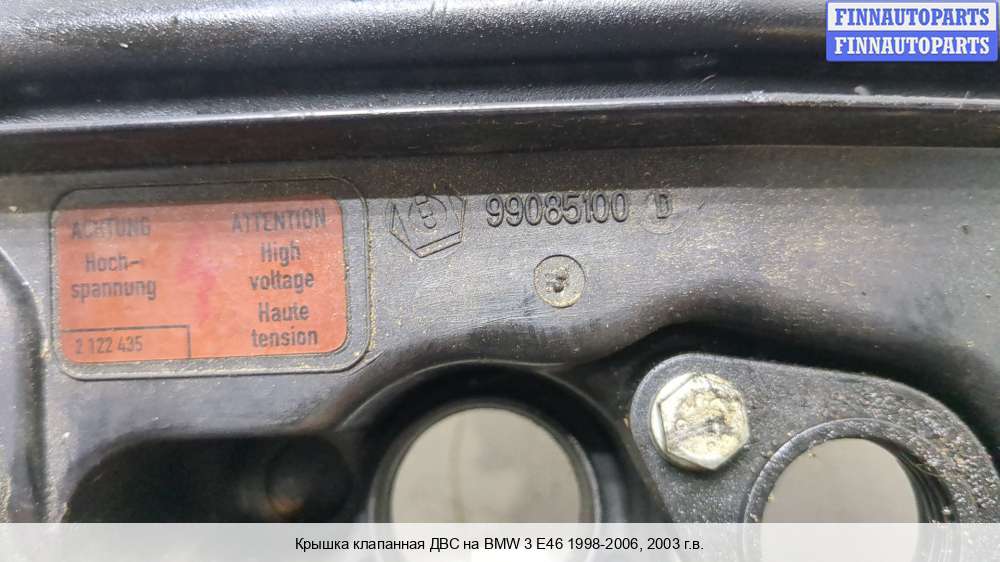 FINNAUTOPARTS
FINNAUTOPARTS
ACHTUNG
Hoch-
spannung
2 122 435
ATTENTION
High
voltage
Haute
tension
99085100 D
Крышка клапанная ДВС на BMW 3 E46 1998-2006, 2003 г.в.